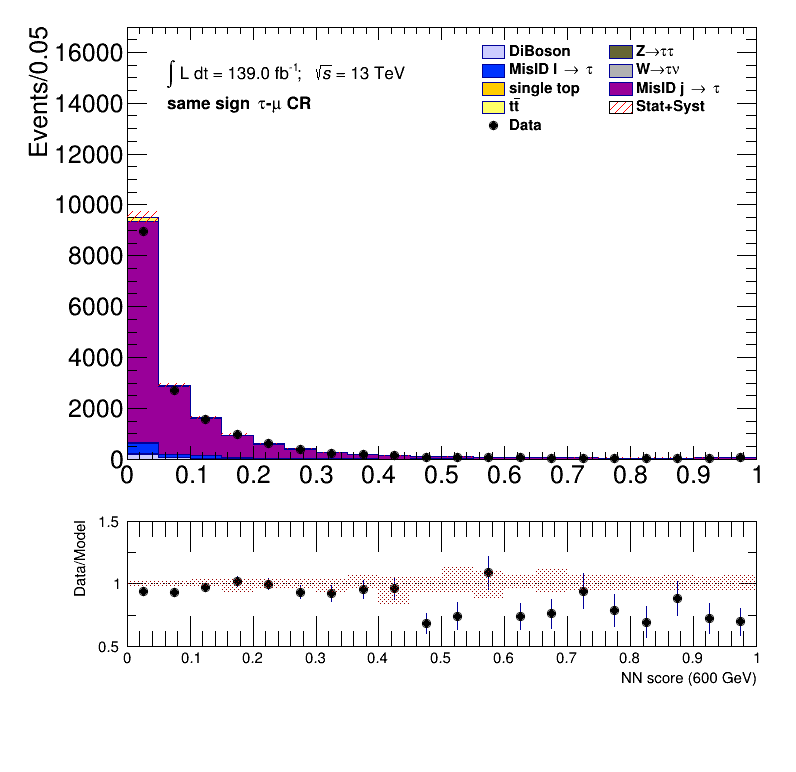 Events/0.05
16000
14000
12000
10000
8000
6000
4000
2000
0
∫ L dt = 139.0 fb⁻¹; √s = 13 TeV
same sign τ-μ CR
DiBoson
MisID l → τ
single top
tt̄
Data
Z→ττ
W→τν
MisID j → τ
Stat+Syst
0 0.1 0.2 0.3 0.4 0.5 0.6 0.7 0.8 0.9 1
Data/Model
1.5
1
0.5
0 0.1 0.2 0.3 0.4 0.5 0.6 0.7 0.8 0.9 1
NN score (600 GeV)